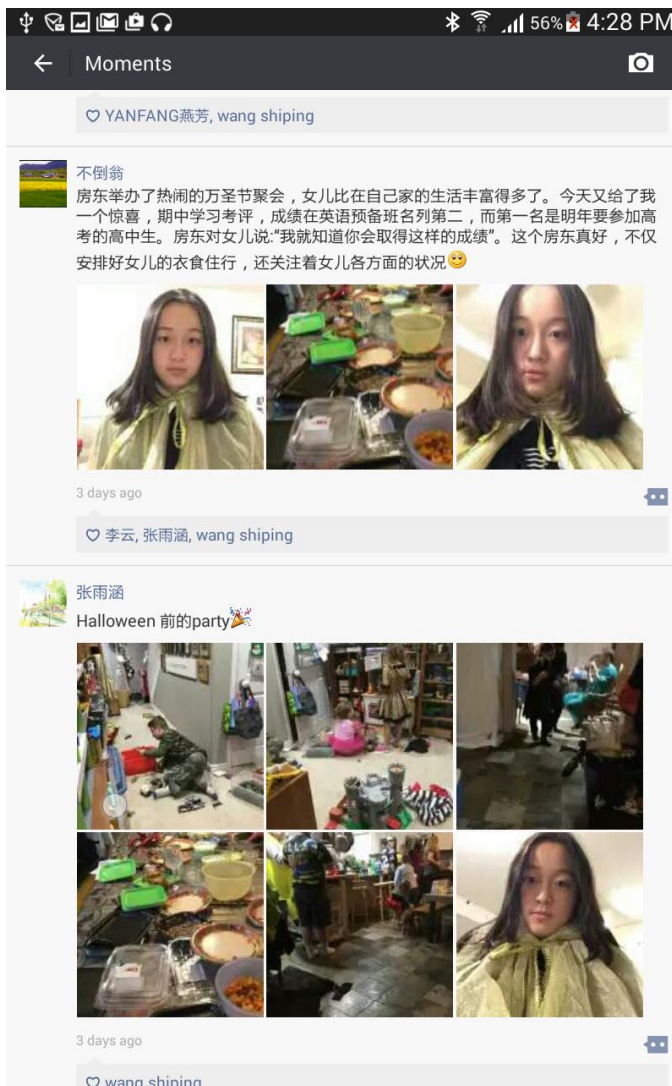 56% 4:28 PM
Moments
YANFANG燕芳, wang shiping
不倒翁
房东举办了热闹的万圣节聚会，女儿比在自己家的生活丰富得多了。今天又给了我
一个惊喜，期中学习考评，成绩在英语预备班名列第二，而第一名是明年要参加高
考的高中生。房东对女儿说:“我就知道你会取得这样的成绩”。这个房东真好，不仅
安排好女儿的衣食住行，还关注着女儿各方面的状况
3 days ago
李云, 张雨涵, wang shiping
张雨涵
Halloween 前的party
3 days ago
wang shiping